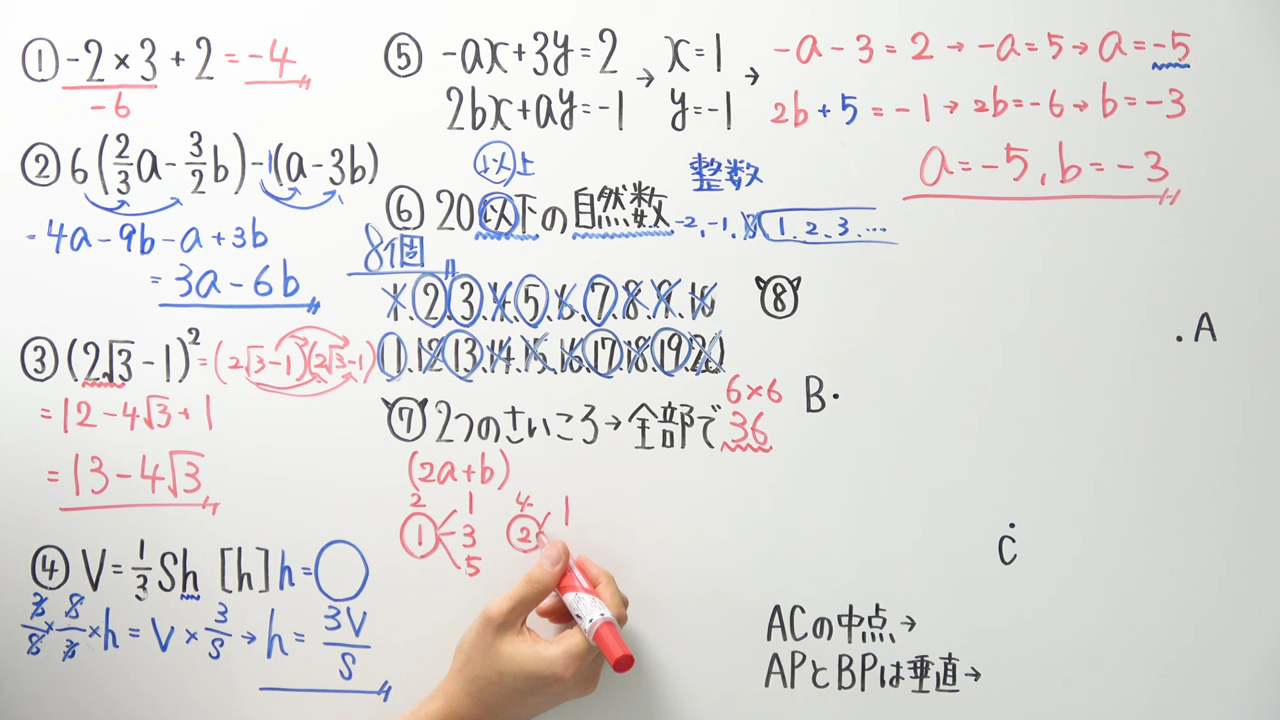 ① -2×3+2=-4
-6
② 6(2/3a-3/2b)-1(a-3b)
=4a-9b-a+3b
=3a-6b
③ (2√3-1)²=(2√3-1)(2√3-1)
=12-4√3+1
=13-4√3
④ V=1/3Sh [h] h=○
3/S×S/3×h=V×3/S→h=3V/S
⑤ -ax+3y=2
2bx+ay=-1
→ x=1
y=-1
→ -a-3=2→-a=5→a=-5
2b+5=-1→2b=-6→b=-3
a=-5, b=-3
以上
整数
⑥ 20以下の自然数 -2,-1,0,1.2.3.…
8個
1.2.3.4.5.6.7.8.9.10
11.12.13.14.15.16.17.18.19.20
⑦ 2つのさいころ→全部で36
6×6
(2a+b)
2
1 1
3
5
4
2 1
⑧
.A
B.
C
ACの中点→
APとBPは垂直→